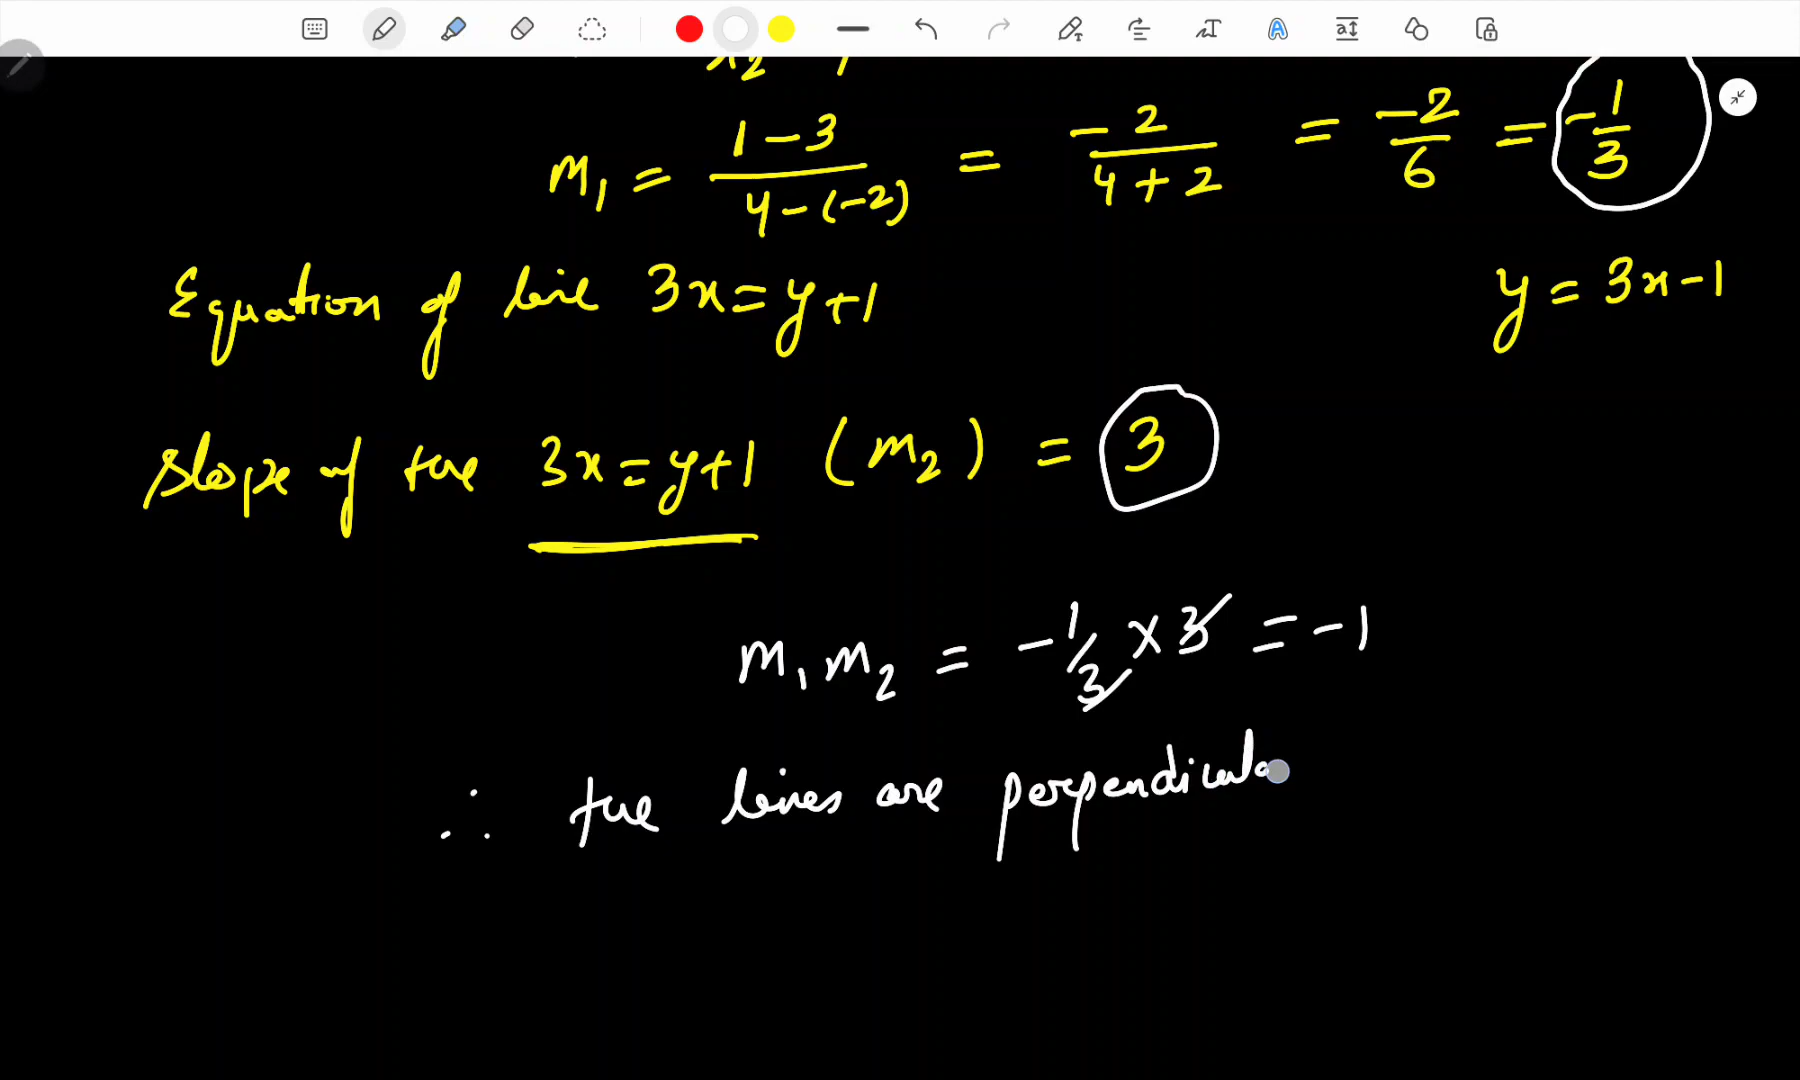 m₁ = 1-3 / 4-(-2) = -2 / 4+2 = -2/6 = -1/3
Equation of line 3x = y+1
y = 3x-1
Slope of the 3x = y+1 (m₂) = 3
m₁m₂ = -1/3 × 3 = -1
∴ the lines are perpendicula